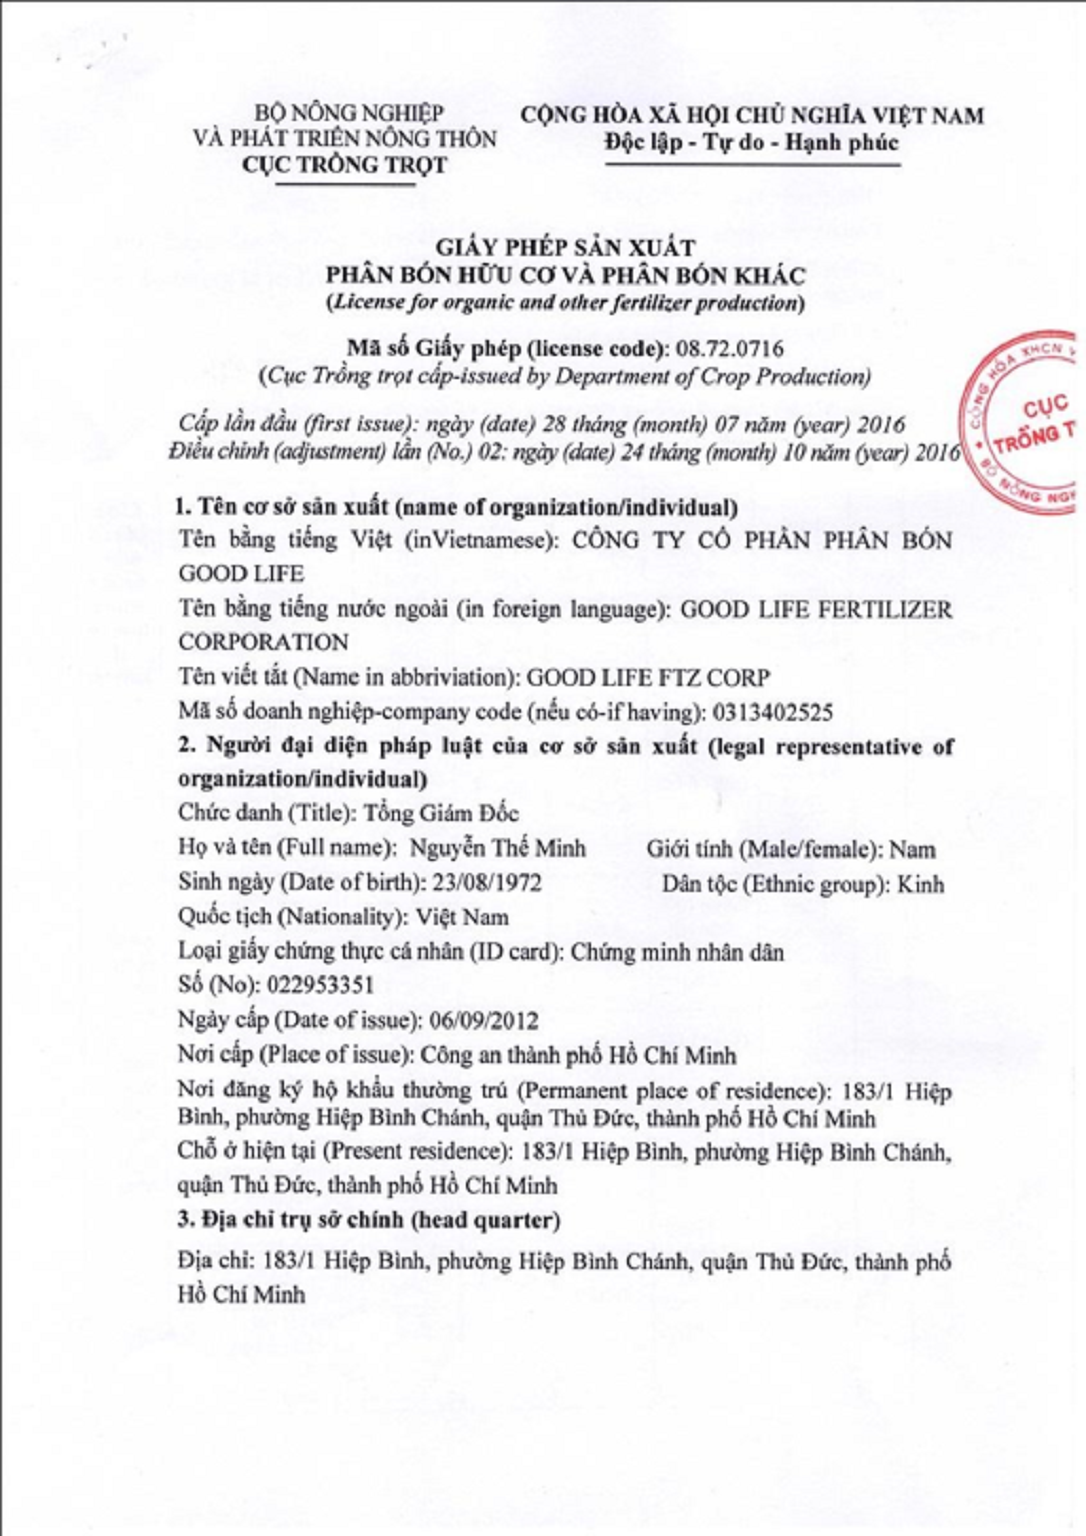 BỘ NÔNG NGHIỆP
VÀ PHÁT TRIỂN NÔNG THÔN
CỤC TRỒNG TRỌT
CỘNG HÒA XÃ HỘI CHỦ NGHĨA VIỆT NAM
Độc lập - Tự do - Hạnh phúc
GIẤY PHÉP SẢN XUẤT
PHÂN BÓN HỮU CƠ VÀ PHÂN BÓN KHÁC
(License for organic and other fertilizer production)
Mã số Giấy phép (license code): 08.72.0716
(Cục Trồng trọt cấp-issued by Department of Crop Production)
Cấp lần đầu (first issue): ngày (date) 28 tháng (month) 07 năm (year) 2016
Điều chỉnh (adjustment) lần (No.) 02: ngày (date) 24 tháng (month) 10 năm (year) 2016
CỘNG HÒA XHCN V
CỤC
TRỒNG T
★ BỘ NÔNG NGH
1. Tên cơ sở sản xuất (name of organization/individual)
Tên bằng tiếng Việt (inVietnamese): CÔNG TY CỔ PHẦN PHÂN BÓN
GOOD LIFE
Tên bằng tiếng nước ngoài (in foreign language): GOOD LIFE FERTILIZER
CORPORATION
Tên viết tắt (Name in abbriviation): GOOD LIFE FTZ CORP
Mã số doanh nghiệp-company code (nếu có-if having): 0313402525
2. Người đại diện pháp luật của cơ sở sản xuất (legal representative of
organization/individual)
Chức danh (Title): Tổng Giám Đốc
Họ và tên (Full name): Nguyễn Thế Minh Giới tính (Male/female): Nam
Sinh ngày (Date of birth): 23/08/1972 Dân tộc (Ethnic group): Kinh
Quốc tịch (Nationality): Việt Nam
Loại giấy chứng thực cá nhân (ID card): Chứng minh nhân dân
Số (No): 022953351
Ngày cấp (Date of issue): 06/09/2012
Nơi cấp (Place of issue): Công an thành phố Hồ Chí Minh
Nơi đăng ký hộ khẩu thường trú (Permanent place of residence): 183/1 Hiệp
Bình, phường Hiệp Bình Chánh, quận Thủ Đức, thành phố Hồ Chí Minh
Chỗ ở hiện tại (Present residence): 183/1 Hiệp Bình, phường Hiệp Bình Chánh,
quận Thủ Đức, thành phố Hồ Chí Minh
3. Địa chỉ trụ sở chính (head quarter)
Địa chỉ: 183/1 Hiệp Bình, phường Hiệp Bình Chánh, quận Thủ Đức, thành phố
Hồ Chí Minh